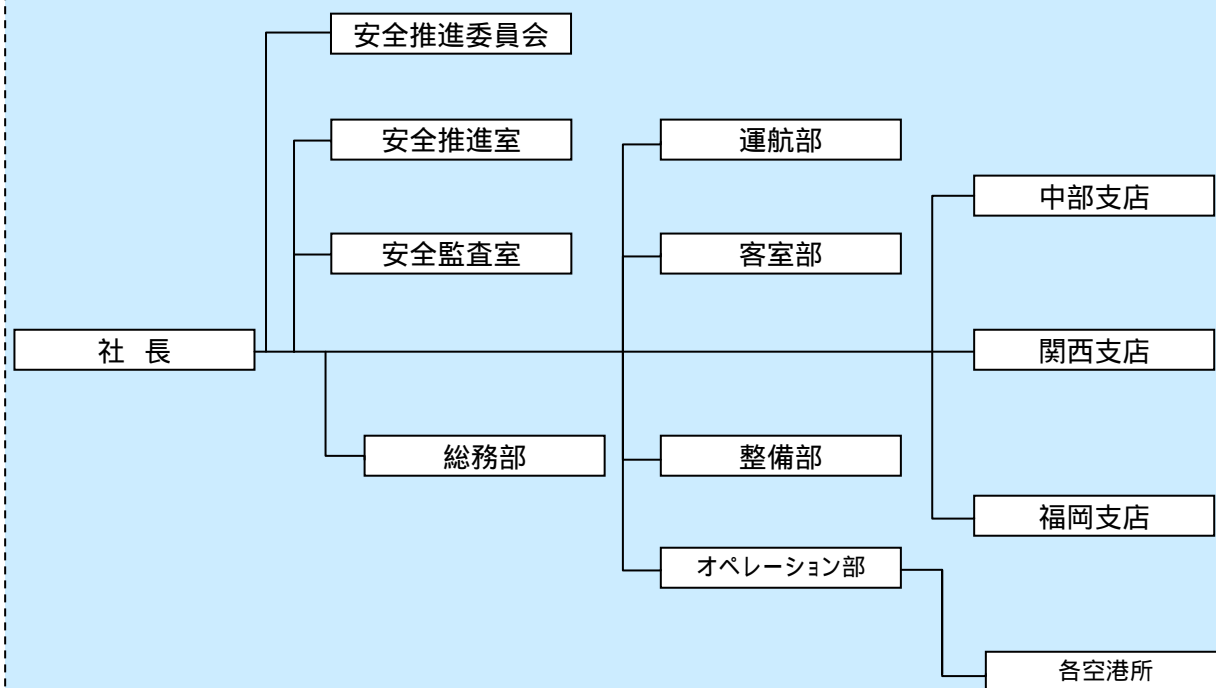 安全推進委員会
安全推進室
運航部
中部支店
安全監査室
客室部
社 長
関西支店
総務部
整備部
福岡支店
オペレーション部
各空港所